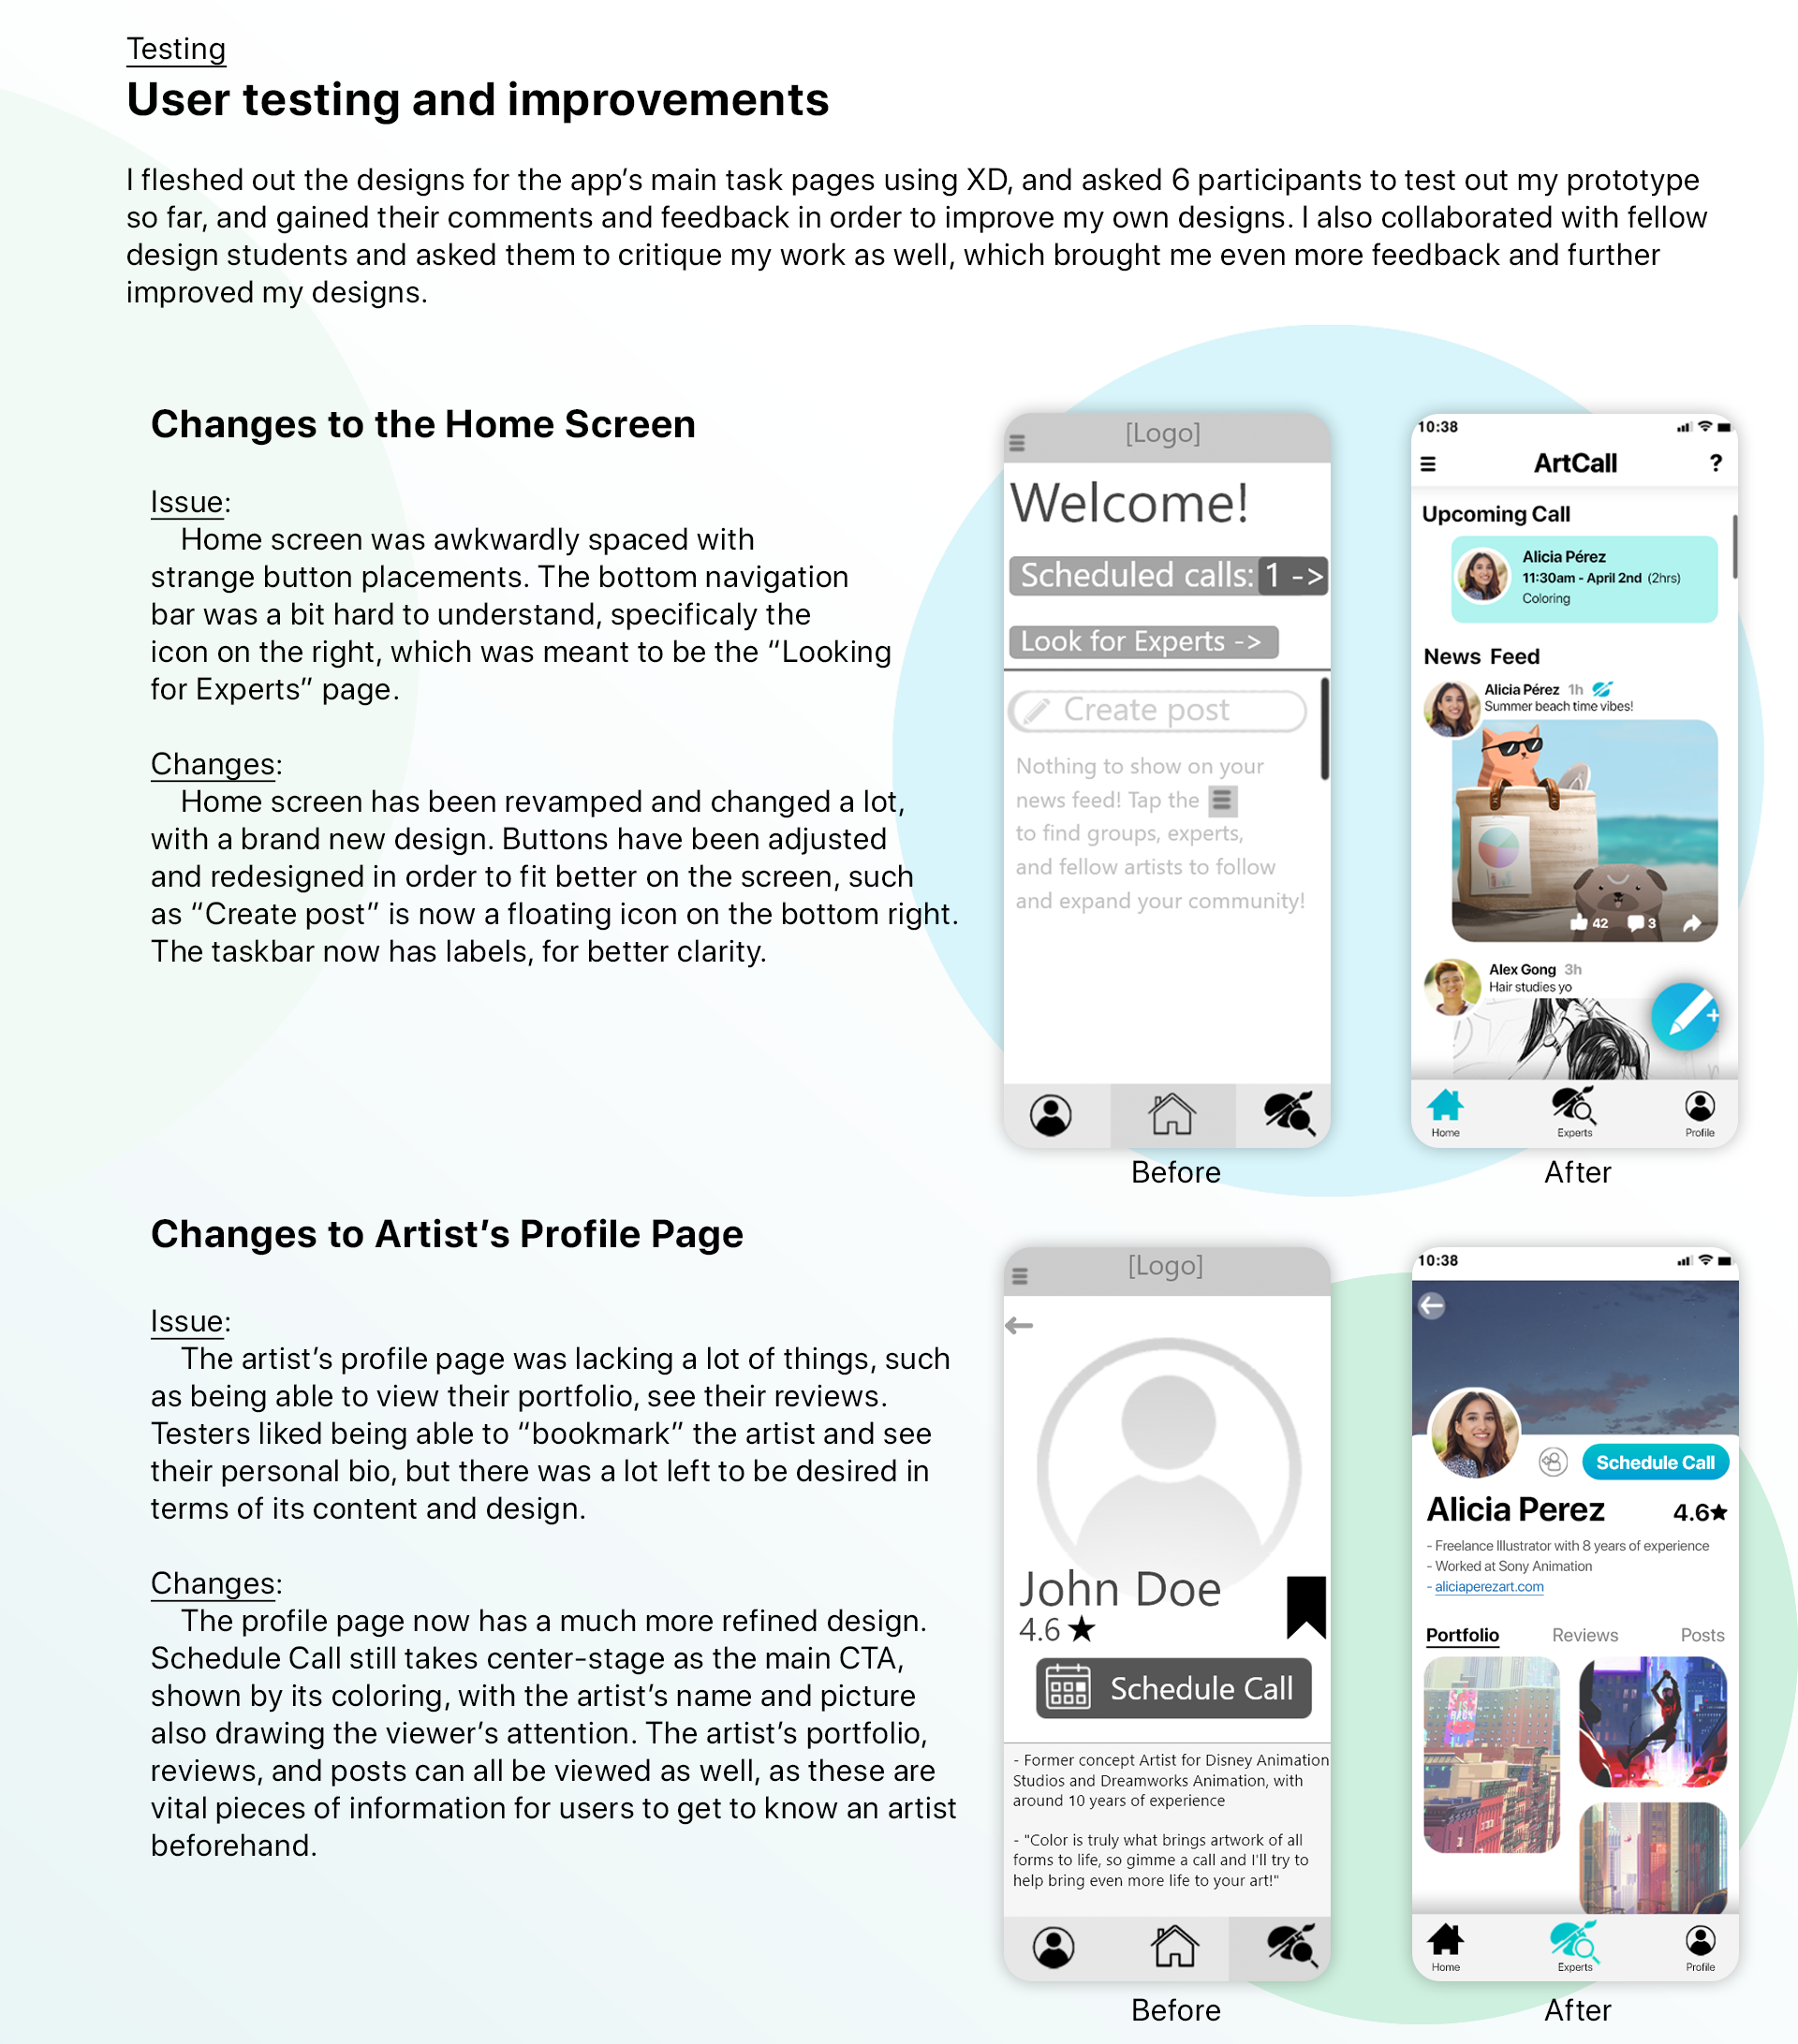 Testing
User testing and improvements
I fleshed out the designs for the app's main task pages using XD, and asked 6 participants to test out my prototype
so far, and gained their comments and feedback in order to improve my own designs. I also collaborated with fellow
design students and asked them to critique my work as well, which brought me even more feedback and further
improved my designs.
Changes to the Home Screen
Issue:
Home screen was awkwardly spaced with
strange button placements. The bottom navigation
bar was a bit hard to understand, specificaly the
icon on the right, which was meant to be the “Looking
for Experts” page.
Changes:
Home screen has been revamped and changed a lot,
with a brand new design. Buttons have been adjusted
and redesigned in order to fit better on the screen, such
as “Create post” is now a floating icon on the bottom right.
The taskbar now has labels, for better clarity.
[Logo]
Welcome!
Scheduled calls: 1 ->
Look for Experts ->
Create post
Nothing to show on your
news feed! Tap the
to find groups, experts,
and fellow artists to follow
and expand your community!
Before
10:38
ArtCall ?
Upcoming Call
Alicia Pérez
11:30am - April 2nd (2hrs)
Coloring
News Feed
Alicia Pérez 1h
Summer beach time vibes!
42 3
Alex Gong 3h
Hair studies yo
+
Home Experts Profile
After
Changes to Artist's Profile Page
Issue:
The artist's profile page was lacking a lot of things, such
as being able to view their portfolio, see their reviews.
Testers liked being able to “bookmark” the artist and see
their personal bio, but there was a lot left to be desired in
terms of its content and design.
Changes:
The profile page now has a much more refined design.
Schedule Call still takes center-stage as the main CTA,
shown by its coloring, with the artist's name and picture
also drawing the viewer's attention. The artist's portfolio,
reviews, and posts can all be viewed as well, as these are
vital pieces of information for users to get to know an artist
beforehand.
[Logo]
John Doe
4.6
Schedule Call
- Former concept Artist for Disney Animation
Studios and Dreamworks Animation, with
around 10 years of experience
- "Color is truly what brings artwork of all
forms to life, so gimme a call and I'll try to
help bring even more life to your art!"
Before
10:38
Schedule Call
Alicia Perez 4.6★
- Freelance Illustrator with 8 years of experience
- Worked at Sony Animation
- aliciaperezart.com
Portfolio Reviews Posts
Home Experts Profile
After